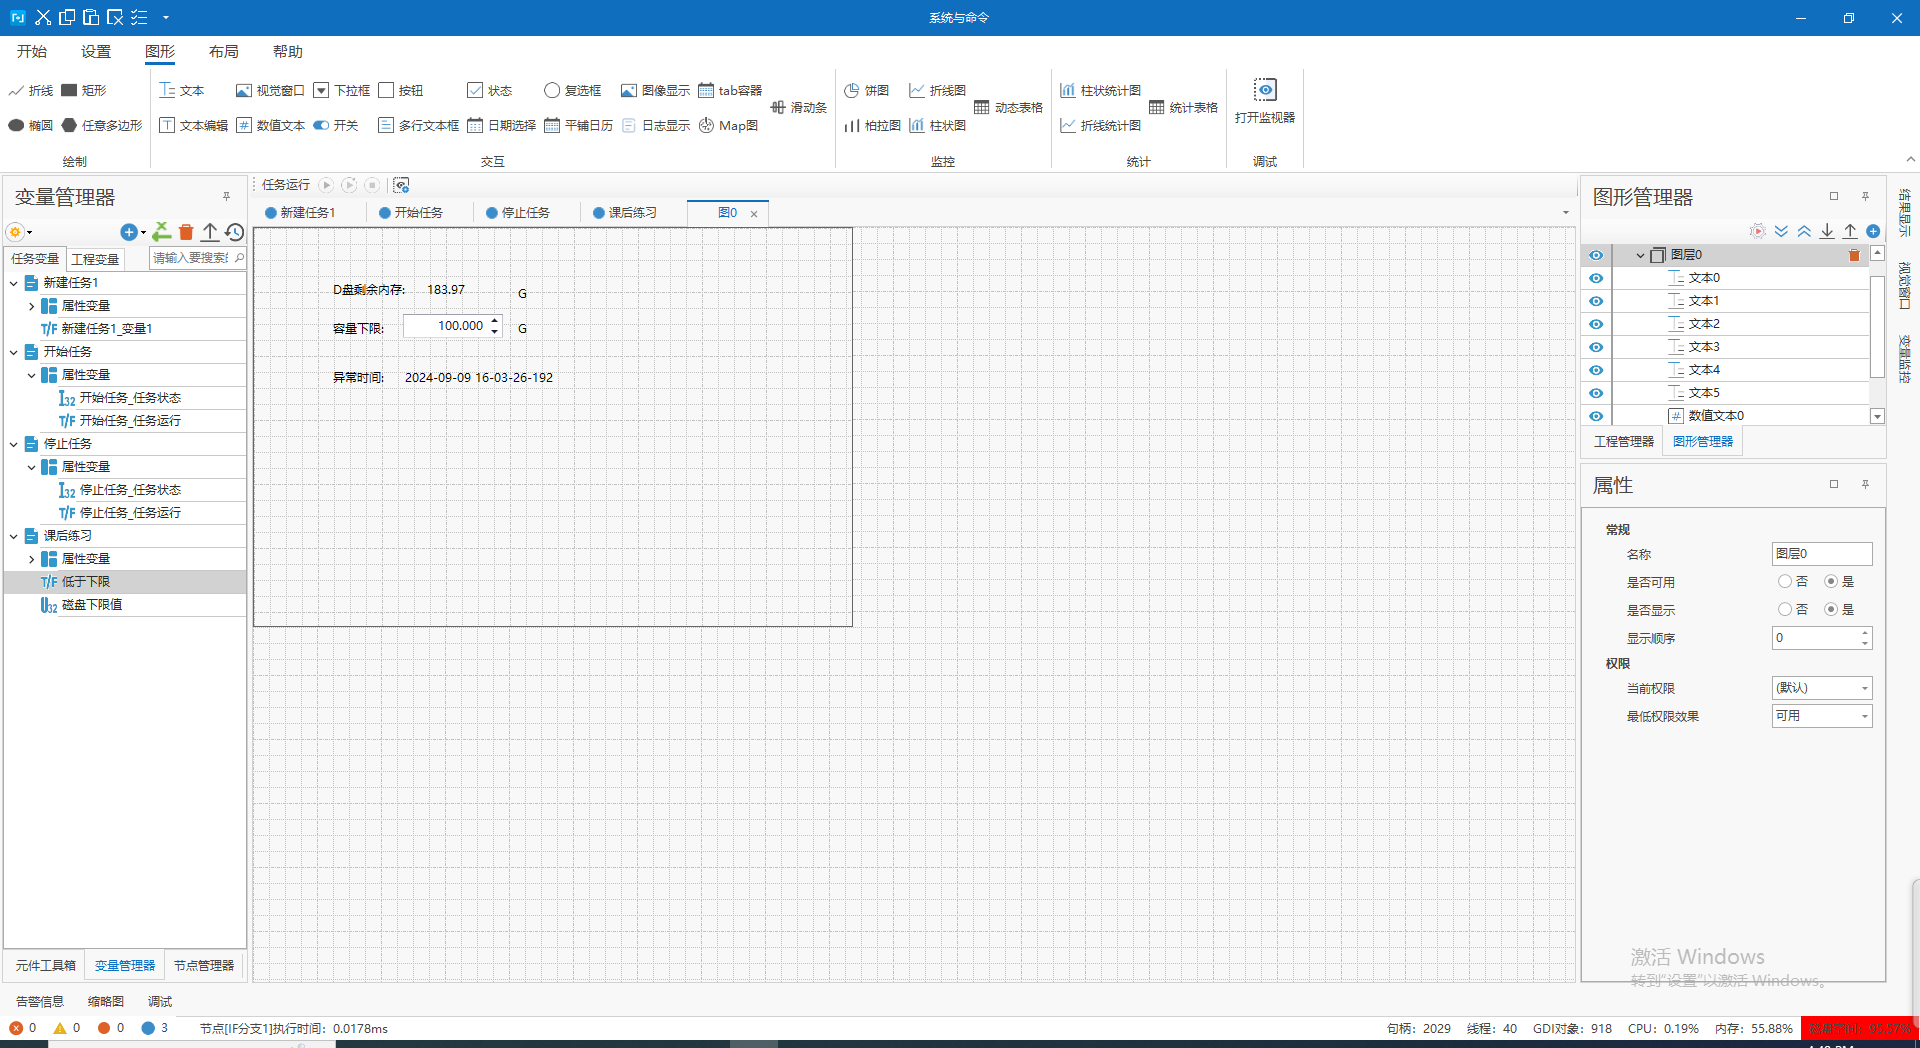 系统与命令
开始 设置 图形 布局 帮助
折线 矩形 文本 视觉窗口 下拉框 按钮 状态 复选框 图像显示 tab容器 饼图 折线图 柱状统计图
滑动条 动态表格 统计表格
打开监视器
椭圆 任意多边形 文本编辑 数值文本 开关 多行文本框 日期选择 平铺日历 日志显示 Map图 柏拉图 柱状图 折线统计图
绘制 交互 监控 统计 调试
变量管理器
任务变量 工程变量 请输入要搜索
新建任务1
属性变量
T/F 新建任务1_变量1
开始任务
属性变量
I32 开始任务_任务状态
T/F 开始任务_任务运行
停止任务
属性变量
I32 停止任务_任务状态
T/F 停止任务_任务运行
课后练习
属性变量
T/F 低于下限
U32 磁盘下限值
元件工具箱 变量管理器 节点管理器
任务运行
新建任务1 开始任务 停止任务 课后练习 图0
D盘剩余内存: 183.97 G
容量下限: 100.000 G
异常时间: 2024-09-09 16-03-26-192
图形管理器
图层0
文本0
文本1
文本2
文本3
文本4
文本5
数值文本0
工程管理器 图形管理器
属性
常规
名称 图层0
是否可用 否 是
是否显示 否 是
显示顺序 0
权限
当前权限 (默认)
最低权限效果 可用
结果显示
视觉窗口
变量监控
激活 Windows
转到"设置"以激活 Windows。
告警信息 缩略图 调试
0 0 0 3 节点[IF分支1]执行时间：0.0178ms
句柄：2029 线程：40 GDI对象：918 CPU：0.19% 内存：55.88%